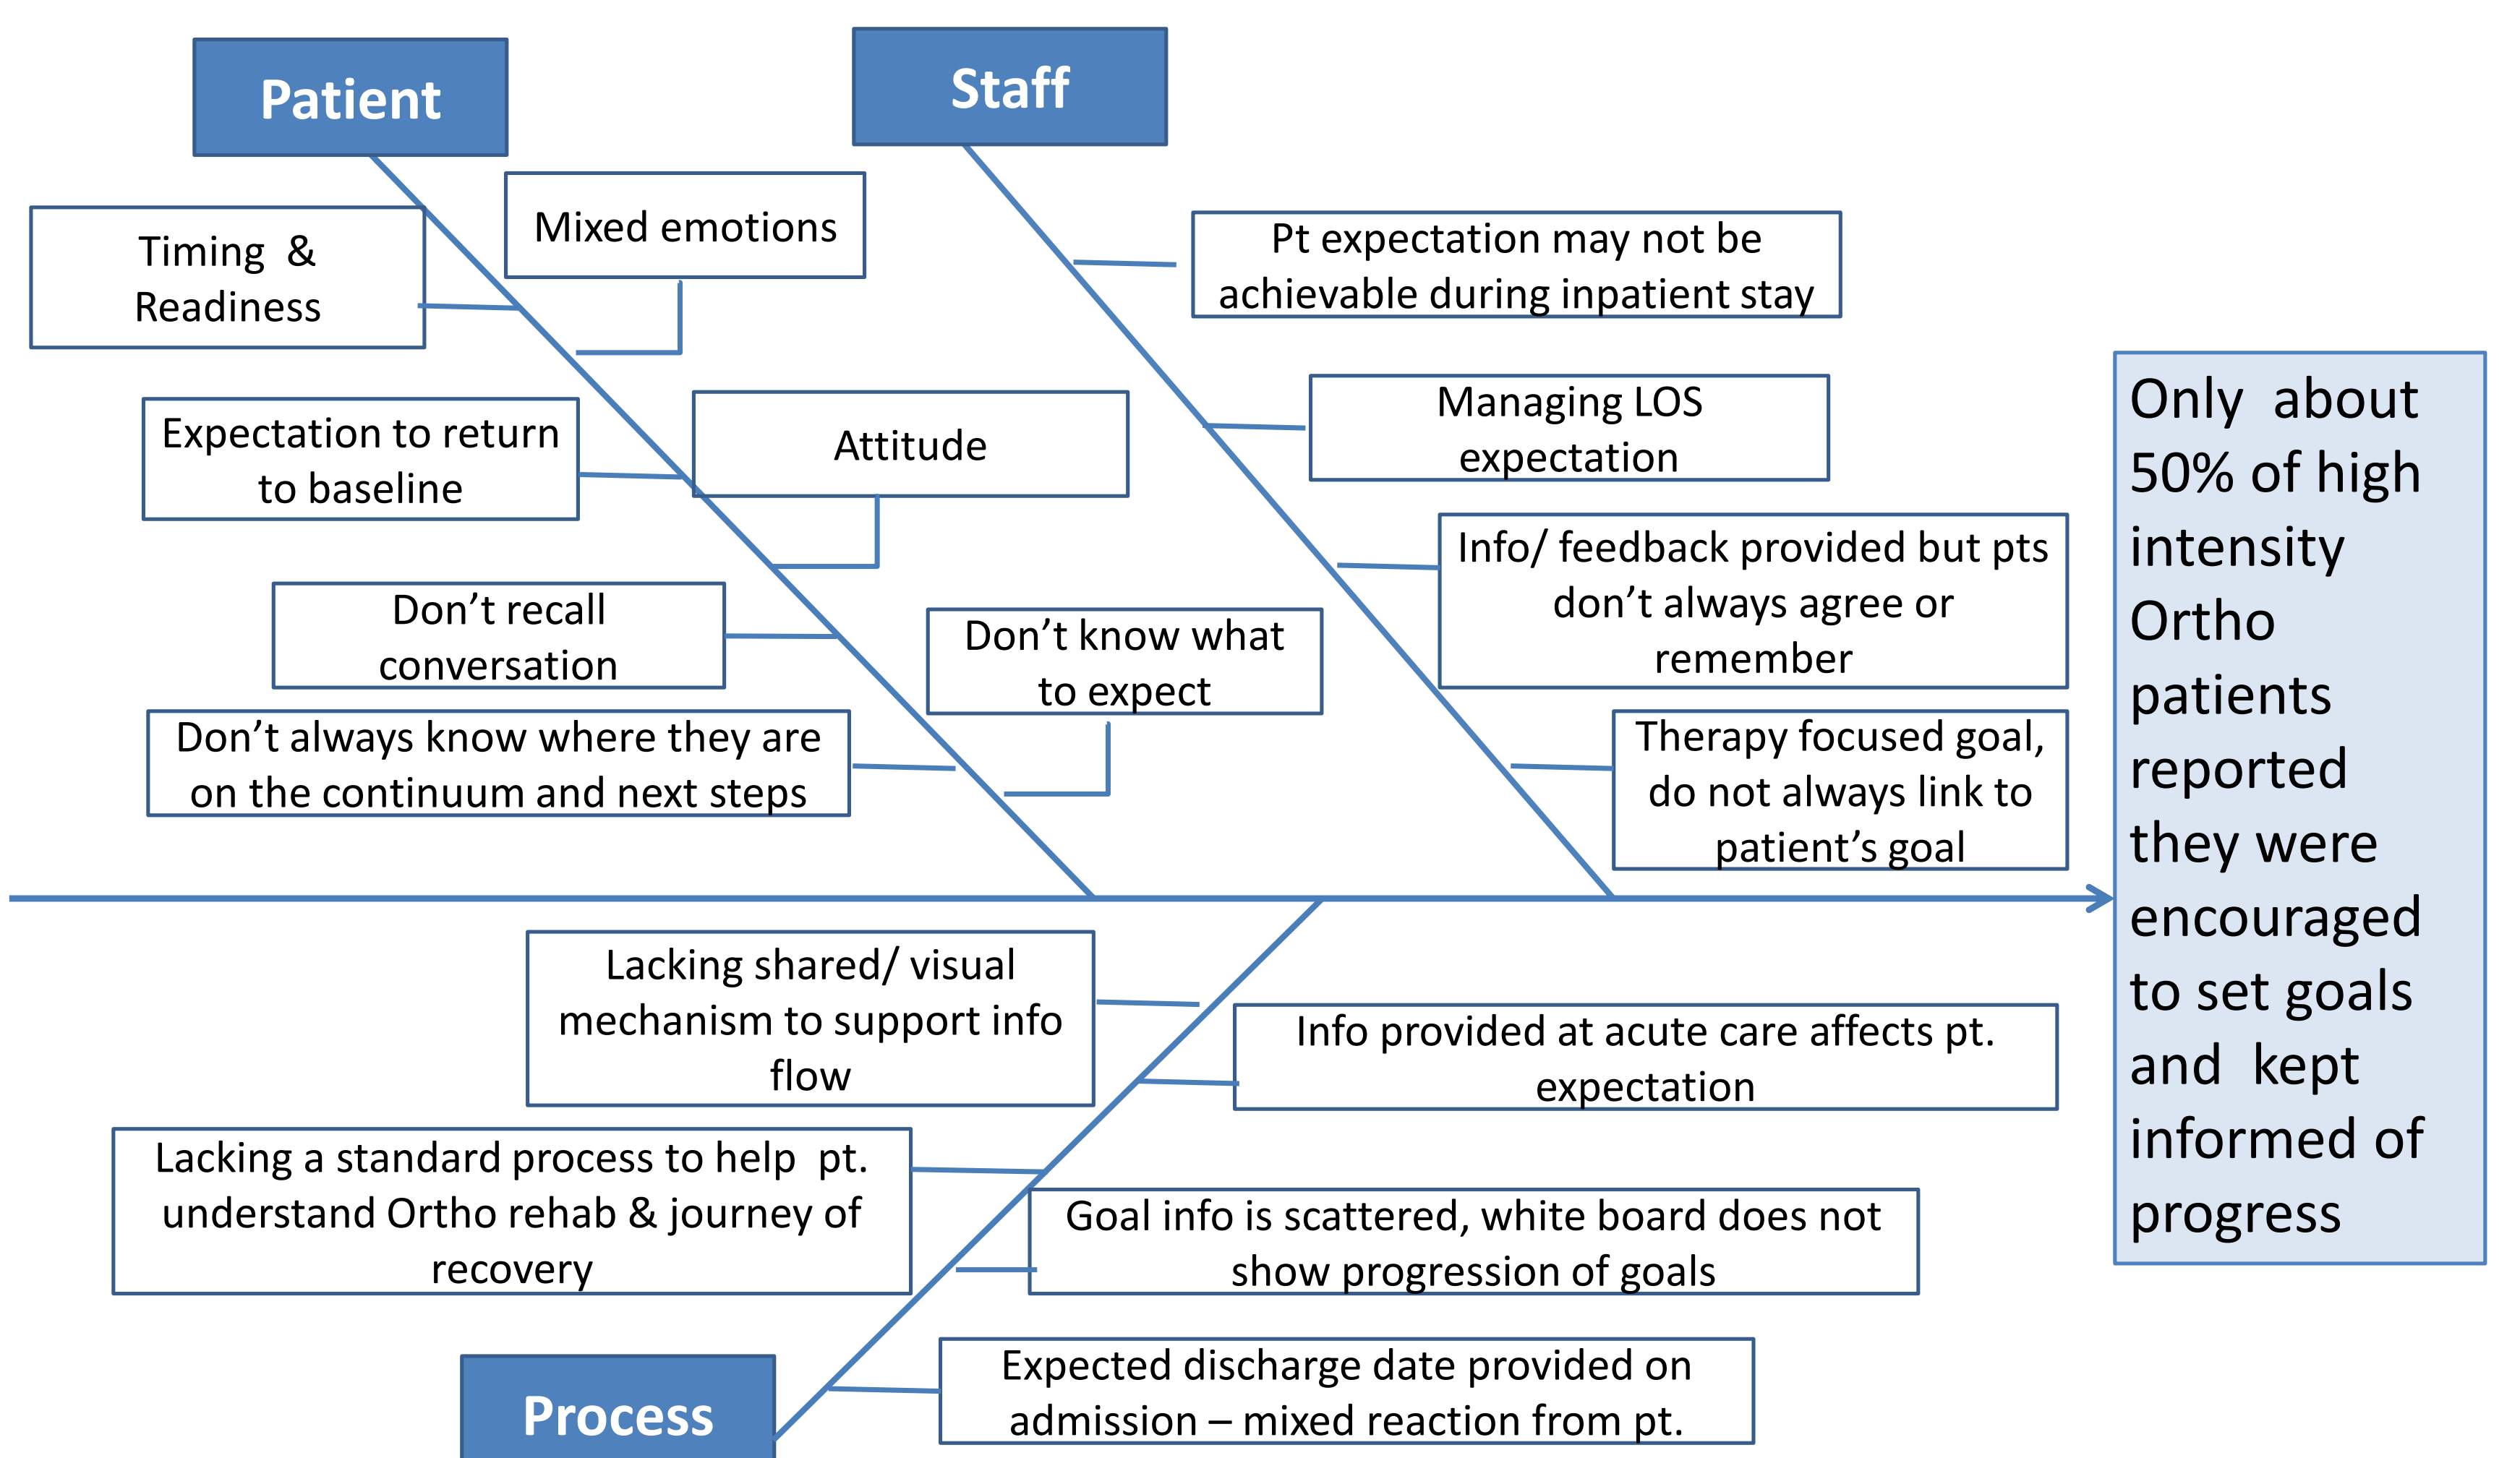 Patient
Staff
Timing & 
Readiness
Mixed emotions
Pt expectation may not be
achievable during inpatient stay
Expectation to return
to baseline
Attitude
Managing LOS
expectation
Don’t recall
conversation
Don’t know what
to expect
Info/ feedback provided but pts
don’t always agree or
remember
Don’t always know where they are
on the continuum and next steps
Therapy focused goal,
do not always link to
patient’s goal
Lacking shared/ visual
mechanism to support info
flow
Info provided at acute care affects pt.
expectation
Lacking a standard process to help pt.
understand Ortho rehab & journey of
recovery
Goal info is scattered, white board does not
show progression of goals
Process
Expected discharge date provided on
admission – mixed reaction from pt.
Only about
50% of high
intensity
Ortho
patients
reported
they were
encouraged
to set goals
and kept
informed of
progress